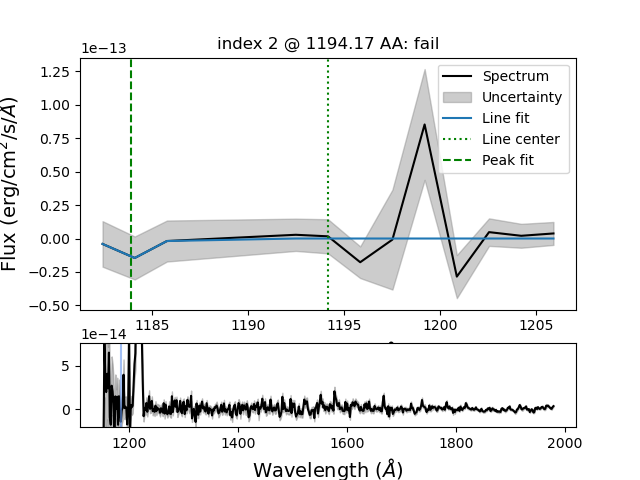 index 2 @ 1194.17 AA: fail
1e−13
Flux (erg/cm²/s/Å)
1.25
1.00
0.75
0.50
0.25
0.00
−0.25
−0.50
Spectrum
Uncertainty
Line fit
Line center
Peak fit
1185 1190 1195 1200 1205
1e−14
5
0
1200 1400 1600 1800 2000
Wavelength (Å)